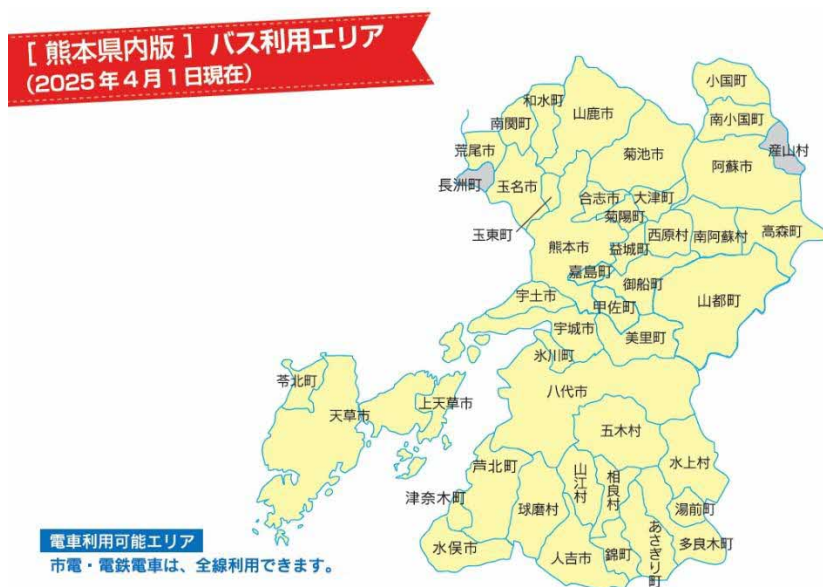 ［熊本県内版］バス利用エリア
（2025年4月1日現在）
小国町
和水町
山鹿市
南小国町
南関町
荒尾市
菊池市
産山村
阿蘇市
長洲町
玉名市
合志市
大津町
菊陽町
玉東町
熊本市
益城町
西原村
南阿蘇村
高森町
嘉島町
御船町
宇土市
甲佐町
山都町
宇城市
美里町
氷川町
苓北町
八代市
上天草市
天草市
五木村
芦北町
山江村
相良村
水上村
津奈木町
球磨村
湯前町
水俣市
人吉市
錦町
あさぎり町
多良木町
電車利用可能エリア
市電・電鉄電車は、全線利用できます。